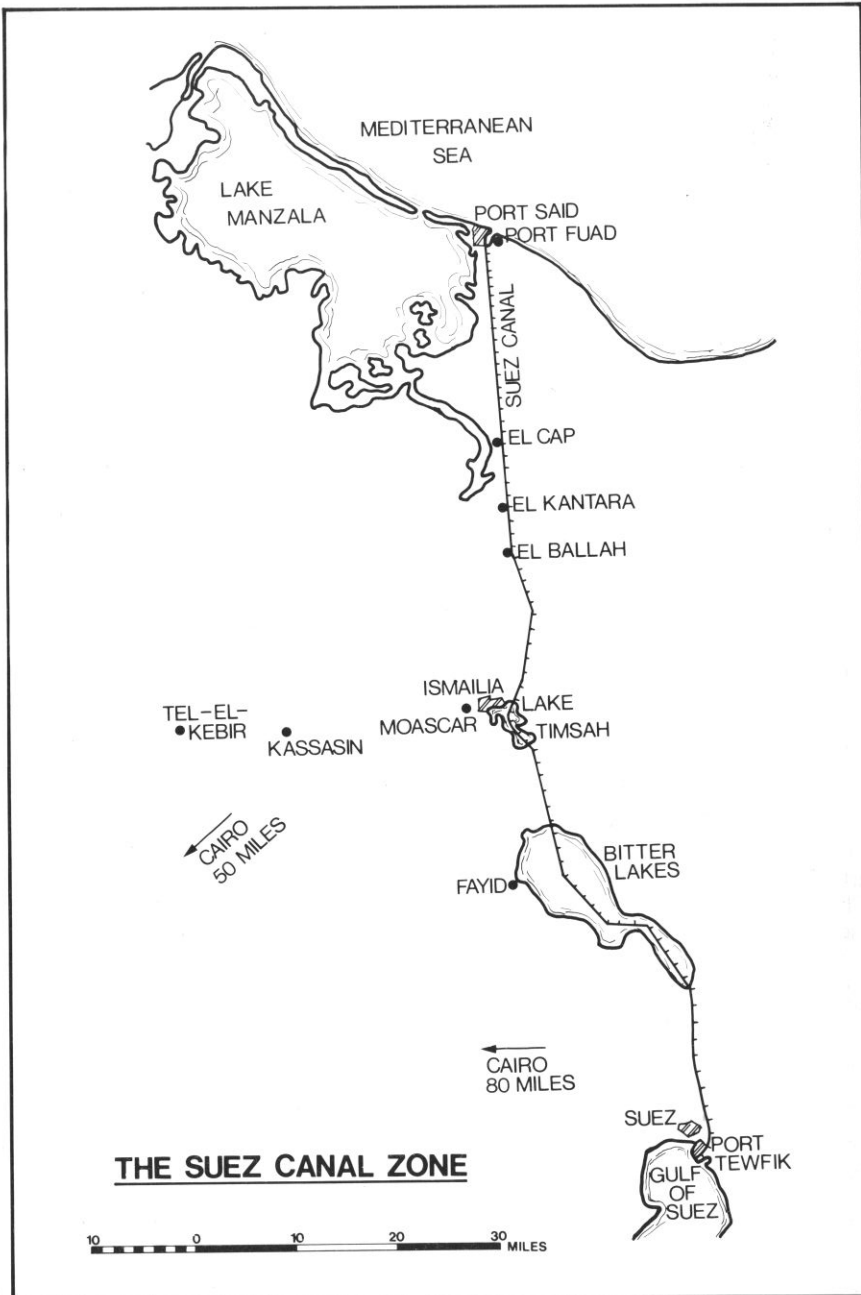 MEDITERRANEAN
SEA
LAKE
MANZALA
PORT SAID
PORT FUAD
SUEZ CANAL
EL CAP
EL KANTARA
EL BALLAH
ISMAILIA
LAKE
TIMSAH
MOASCAR
TEL-EL-
KEBIR
KASSASIN
CAIRO
50 MILES
BITTER
LAKES
FAYID
CAIRO
80 MILES
SUEZ
PORT
TEWFIK
GULF
OF
SUEZ
THE SUEZ CANAL ZONE
10 0 10 20 30 MILES